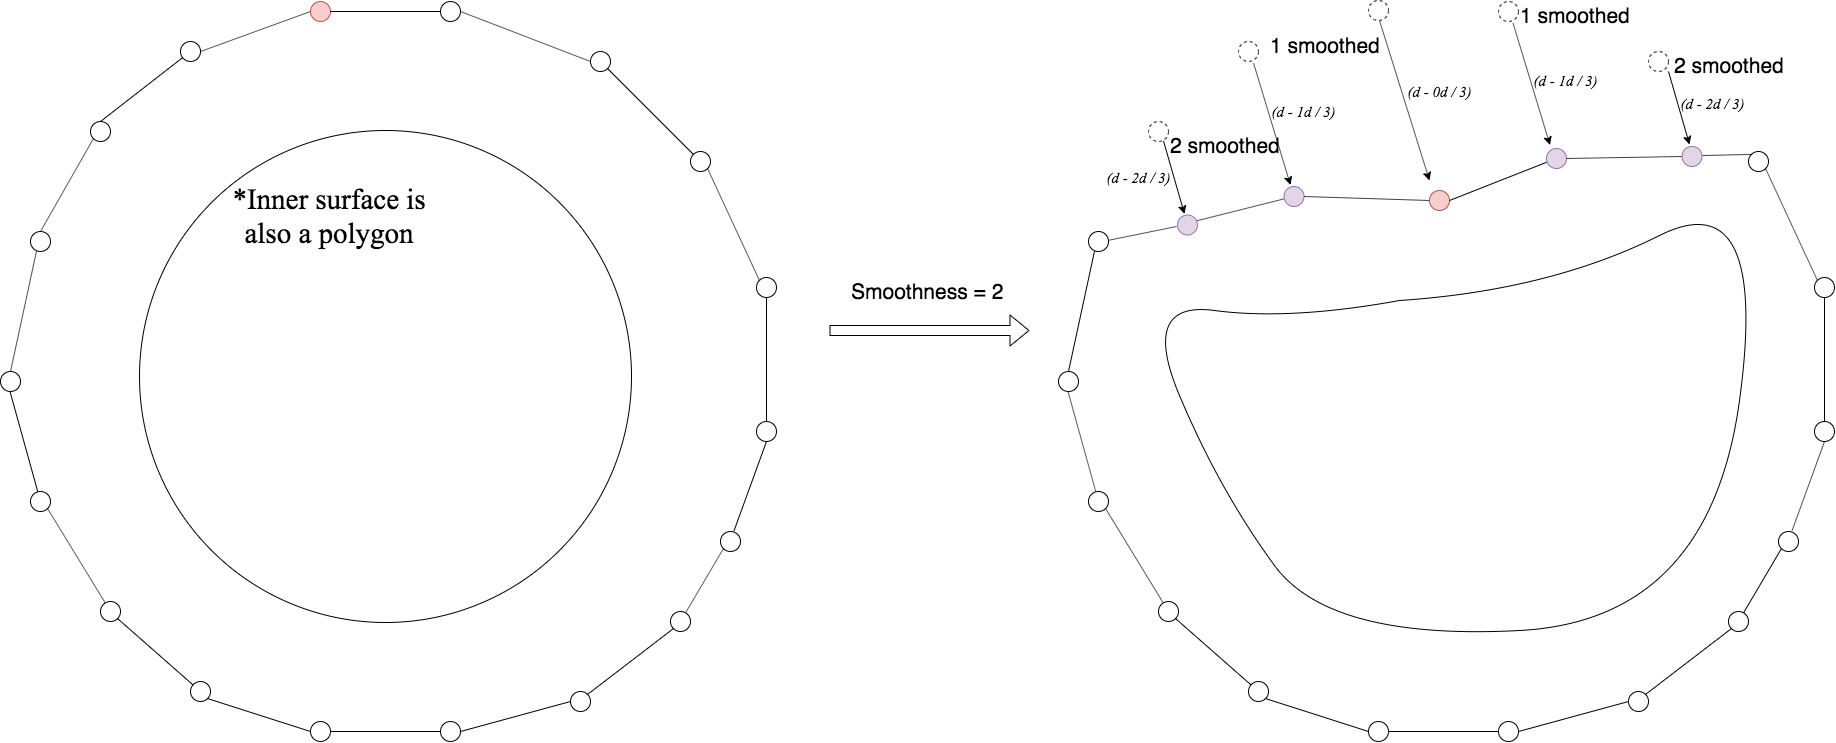 *Inner surface is
also a polygon
Smoothness = 2
1 smoothed
1 smoothed
2 smoothed
2 smoothed
(d - 0d / 3)
(d - 1d / 3)
(d - 2d / 3)
(d - 1d / 3)
(d - 2d / 3)